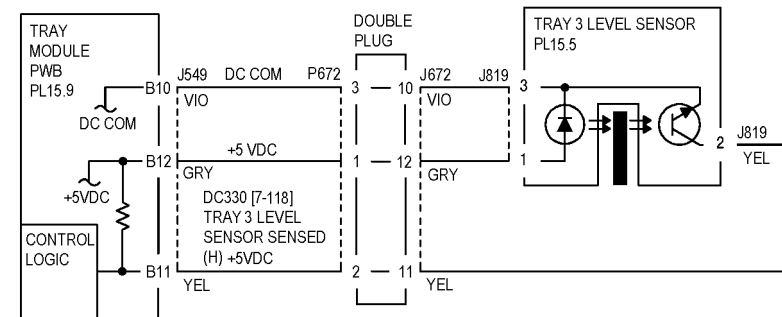 TRAY
MODULE
PWB
PL15.9
DC COM
+5VDC
CONTROL
LOGIC
B10
B12
B11
J549 DC COM P672
VIO
+5 VDC
GRY
DC330 [7-118]
TRAY 3 LEVEL
SENSOR SENSED
(H) +5VDC
YEL
DOUBLE
PLUG
3 — 10
1 — 12
2 — 11
J672 J819
VIO
GRY
YEL
TRAY 3 LEVEL SENSOR
PL15.5
3
1
2
J819
YEL